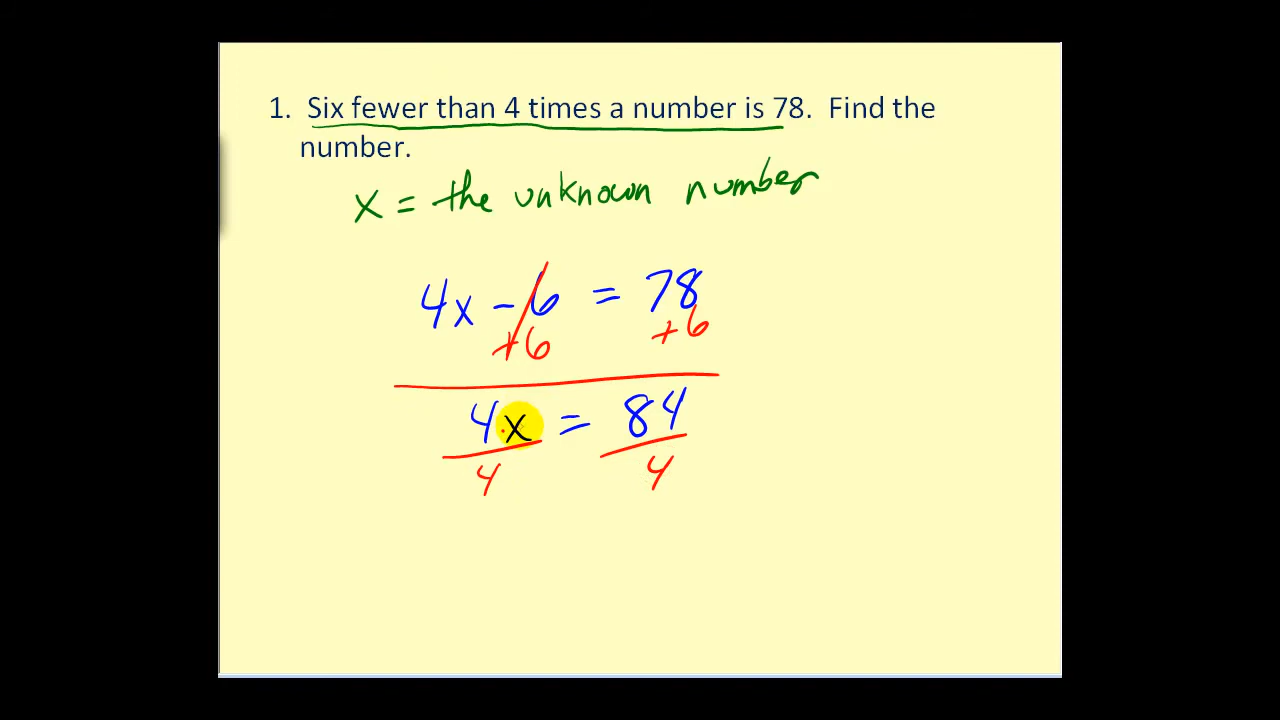 1. Six fewer than 4 times a number is 78. Find the
number.
x = the unknown number
4x - 6 = 78
+6 +6
4x = 84
4 4